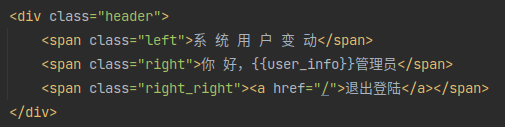 <div class="header">
    <span class="left">系 统 用 户 变 动</span>
    <span class="right">你 好，{{user_info}}管理员</span>
    <span class="right_right"><a href="/">退出登陆</a></span>
</div>